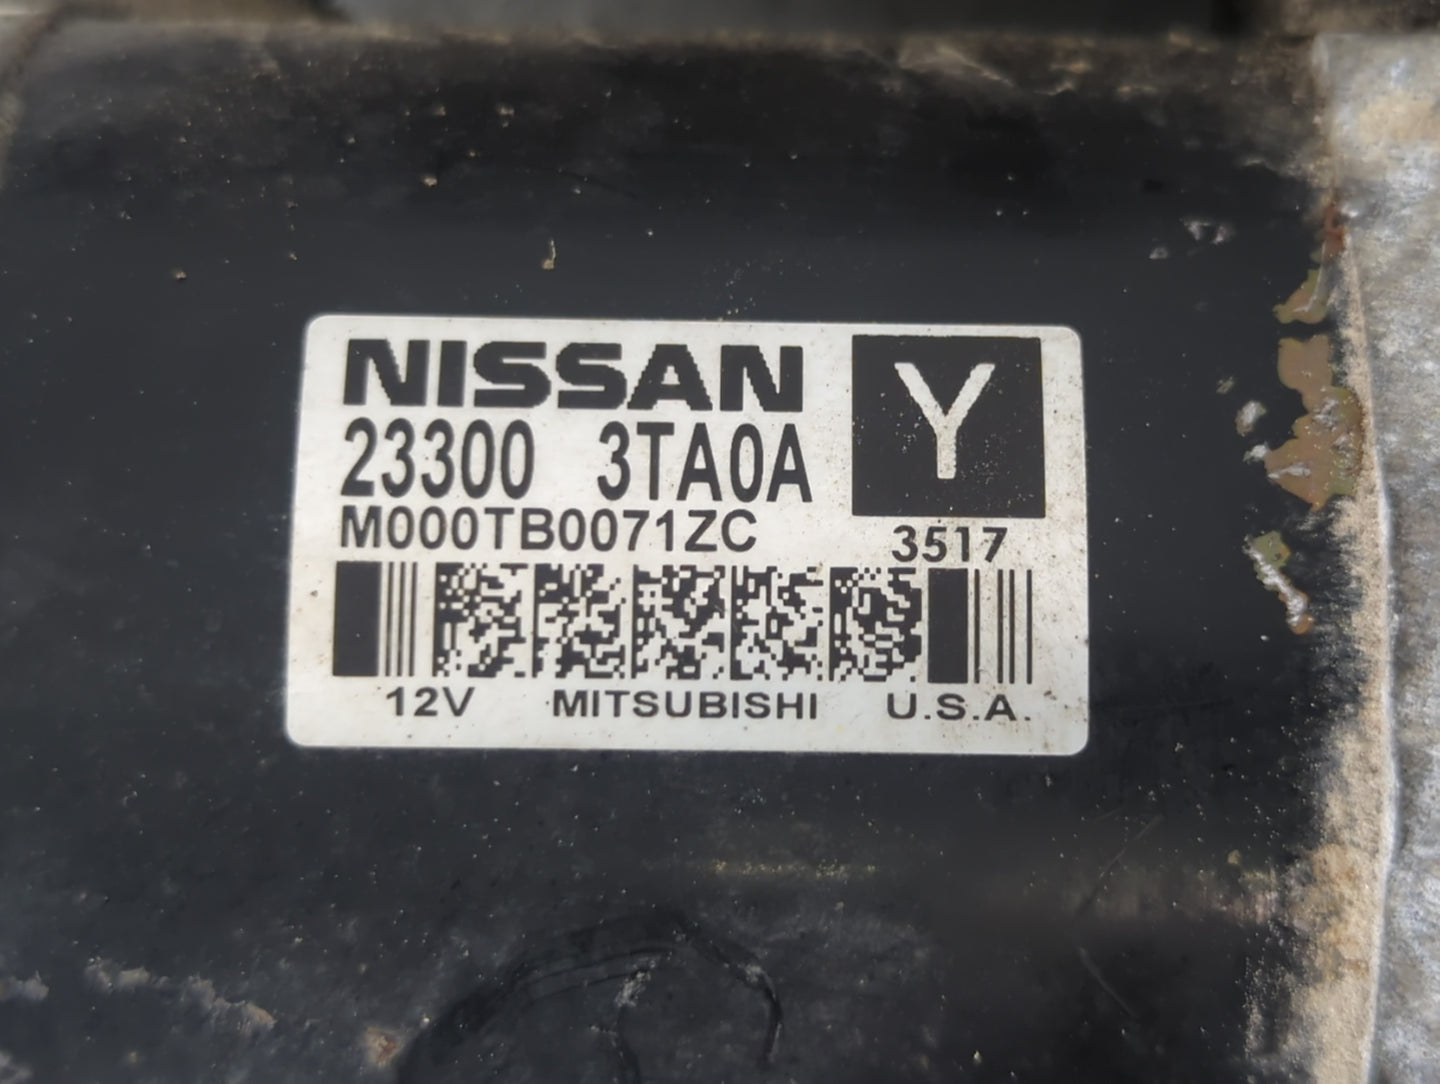 NISSAN
23300 3TA0A
Y
M000TB0071ZC
3517
12V MITSUBISHI U.S.A.